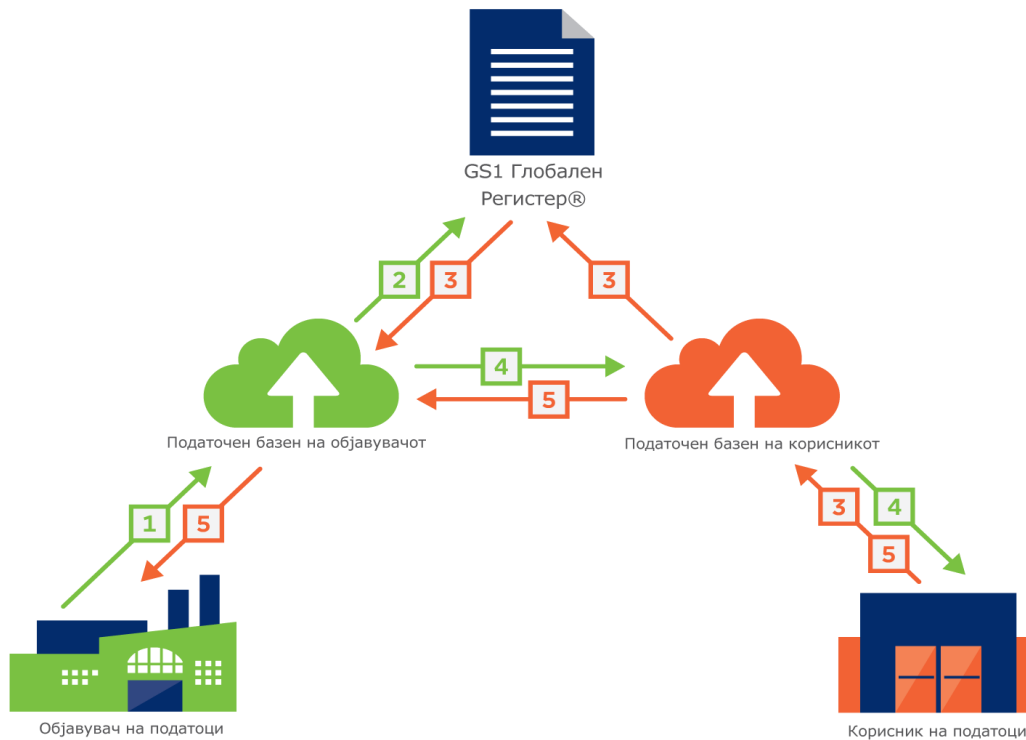 GS1 Глобален
Регистер®
2
3
3
4
5
Податочен базен на објавувачот
Податочен базен на корисникот
1
5
3
4
5
Објавувач на податоци
Корисник на податоци